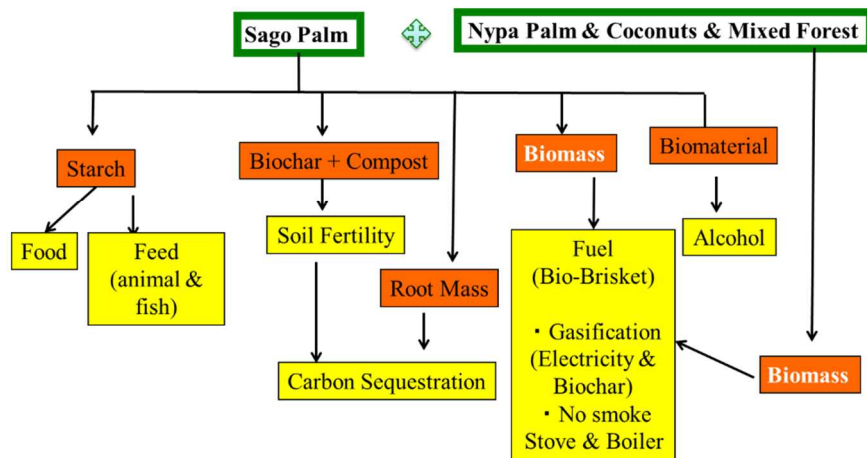 Sago Palm
Nypa Palm & Coconuts & Mixed Forest
Starch
Biochar + Compost
Biomass
Biomaterial
Food
Feed
(animal &
fish)
Soil Fertility
Alcohol
Root Mass
Carbon Sequestration
Fuel
(Bio-Brisket)
・Gasification
(Electricity &
Biochar)
・No smoke
Stove & Boiler
Biomass